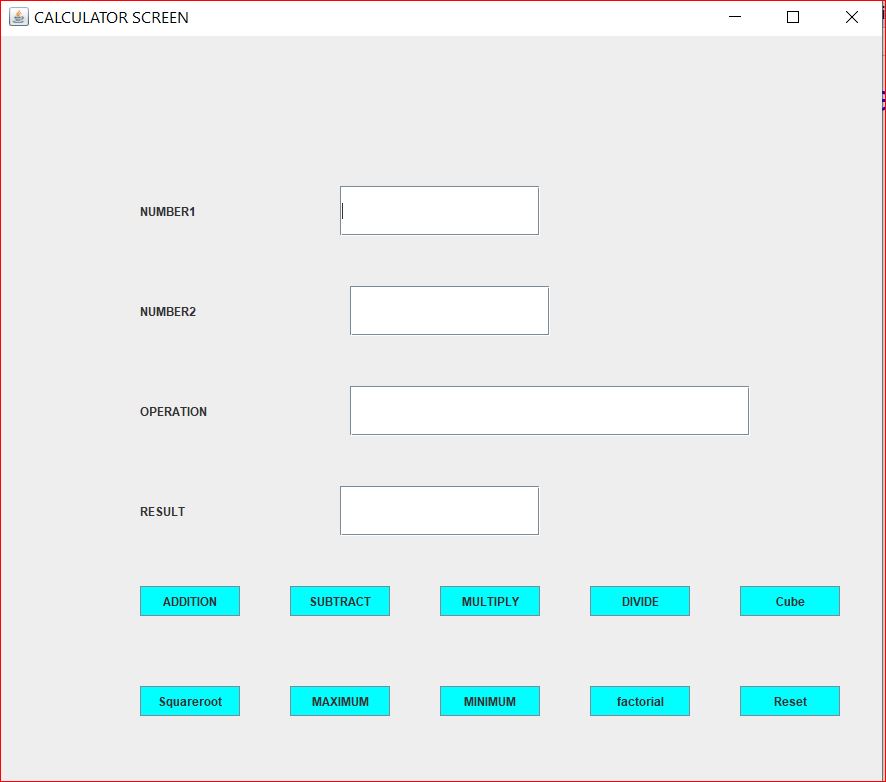 CALCULATOR SCREEN
NUMBER1
NUMBER2
OPERATION
RESULT
ADDITION SUBTRACT MULTIPLY DIVIDE Cube
Squareroot MAXIMUM MINIMUM factorial Reset